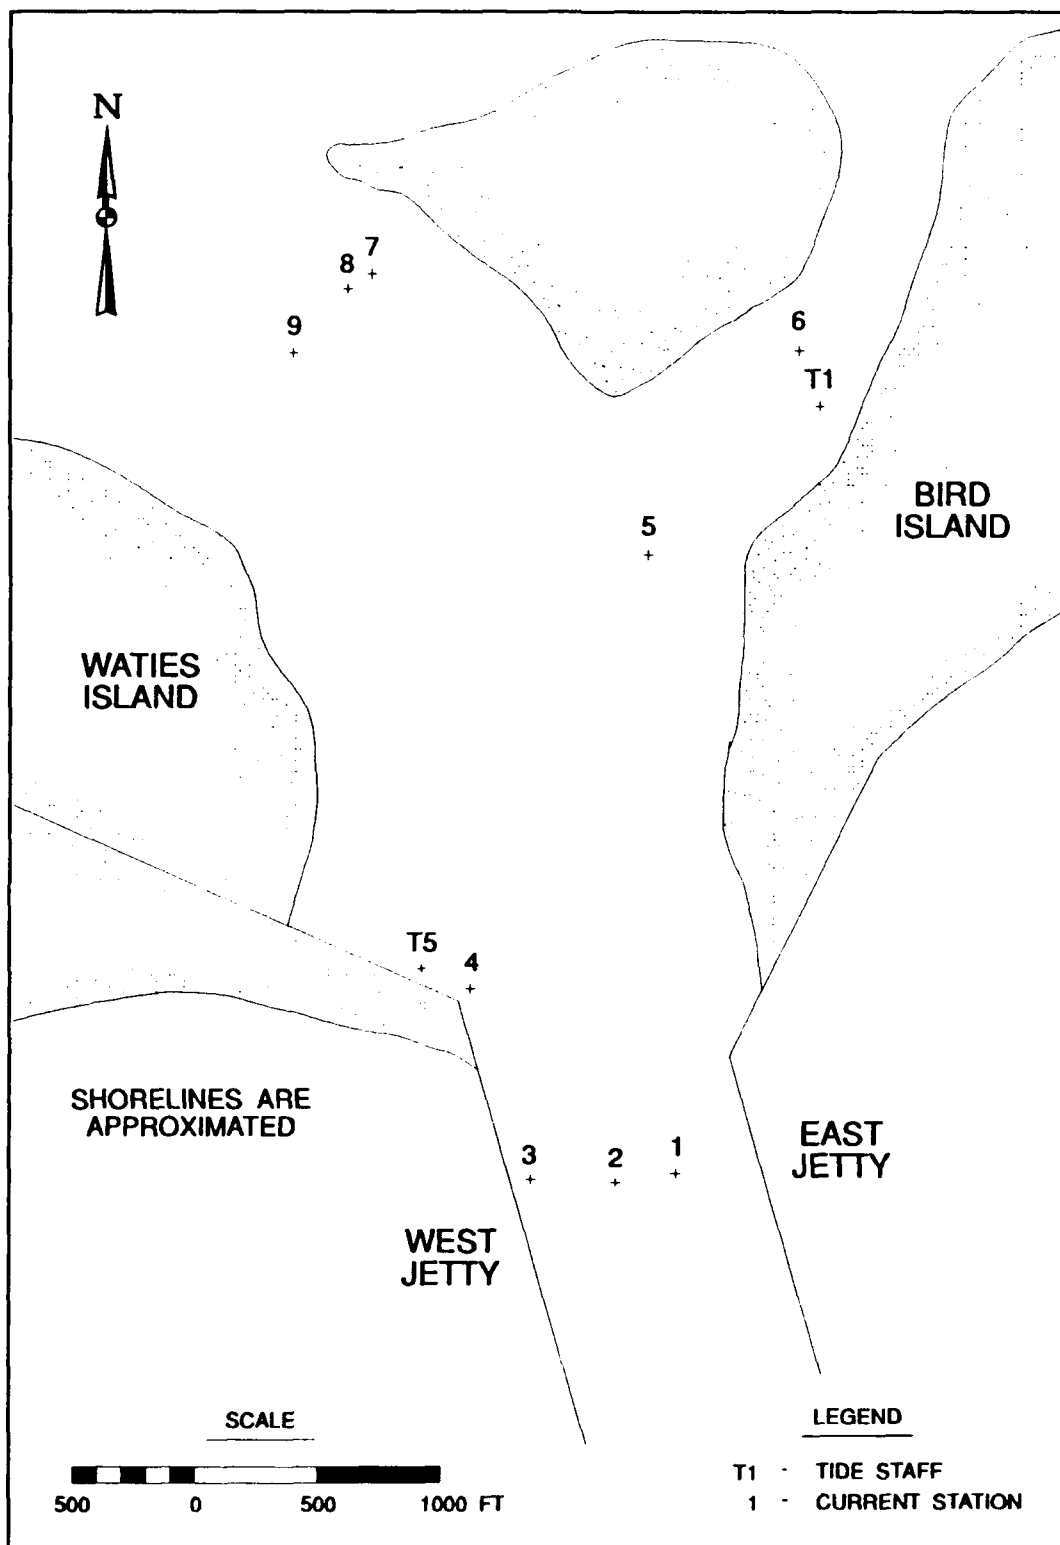 N
7
8
9
6
T1
BIRD
ISLAND
5
WATIES
ISLAND
T5
4
SHORELINES ARE
APPROXIMATED
EAST
JETTY
1
2
3
WEST
JETTY
SCALE
500 0 500 1000 FT
LEGEND
T1 - TIDE STAFF
1 - CURRENT STATION